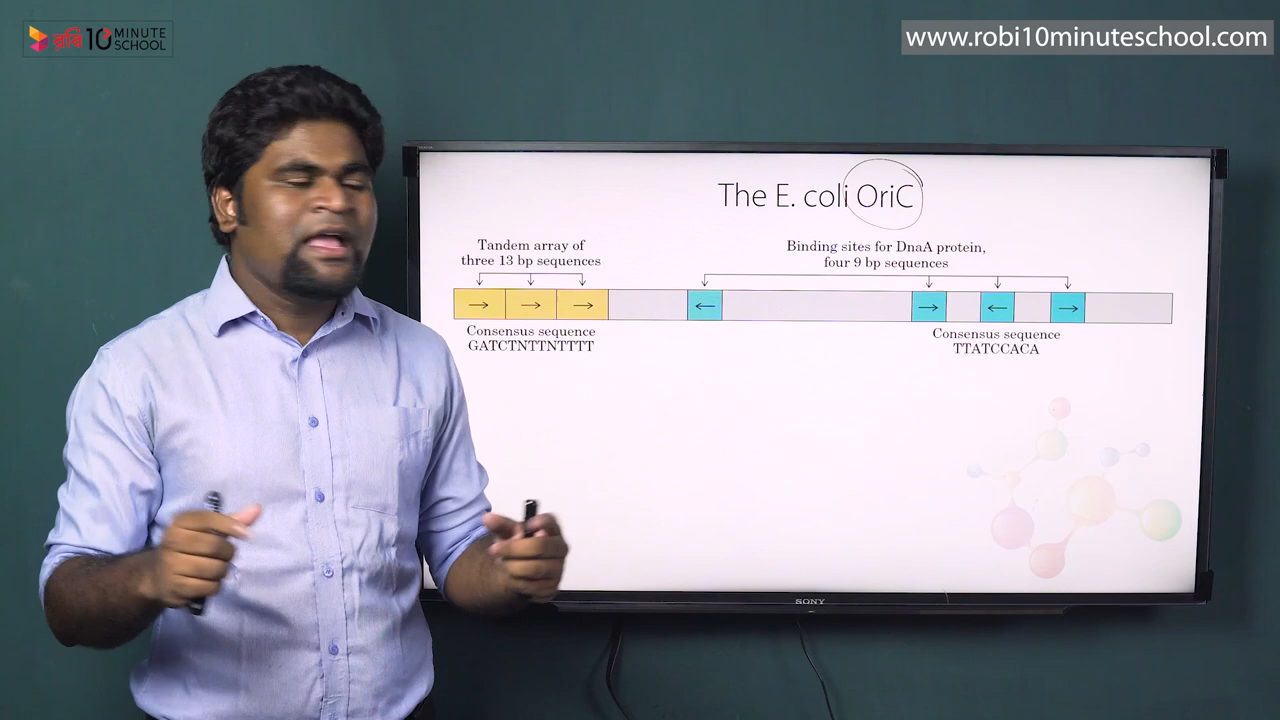 রবি 10 MINUTE
SCHOOL
www.robi10minuteschool.com
The E. coli OriC
Tandem array of
three 13 bp sequences
Binding sites for DnaA protein,
four 9 bp sequences
Consensus sequence
GATCTNTTNTTTT
Consensus sequence
TTATCCACA
SONY